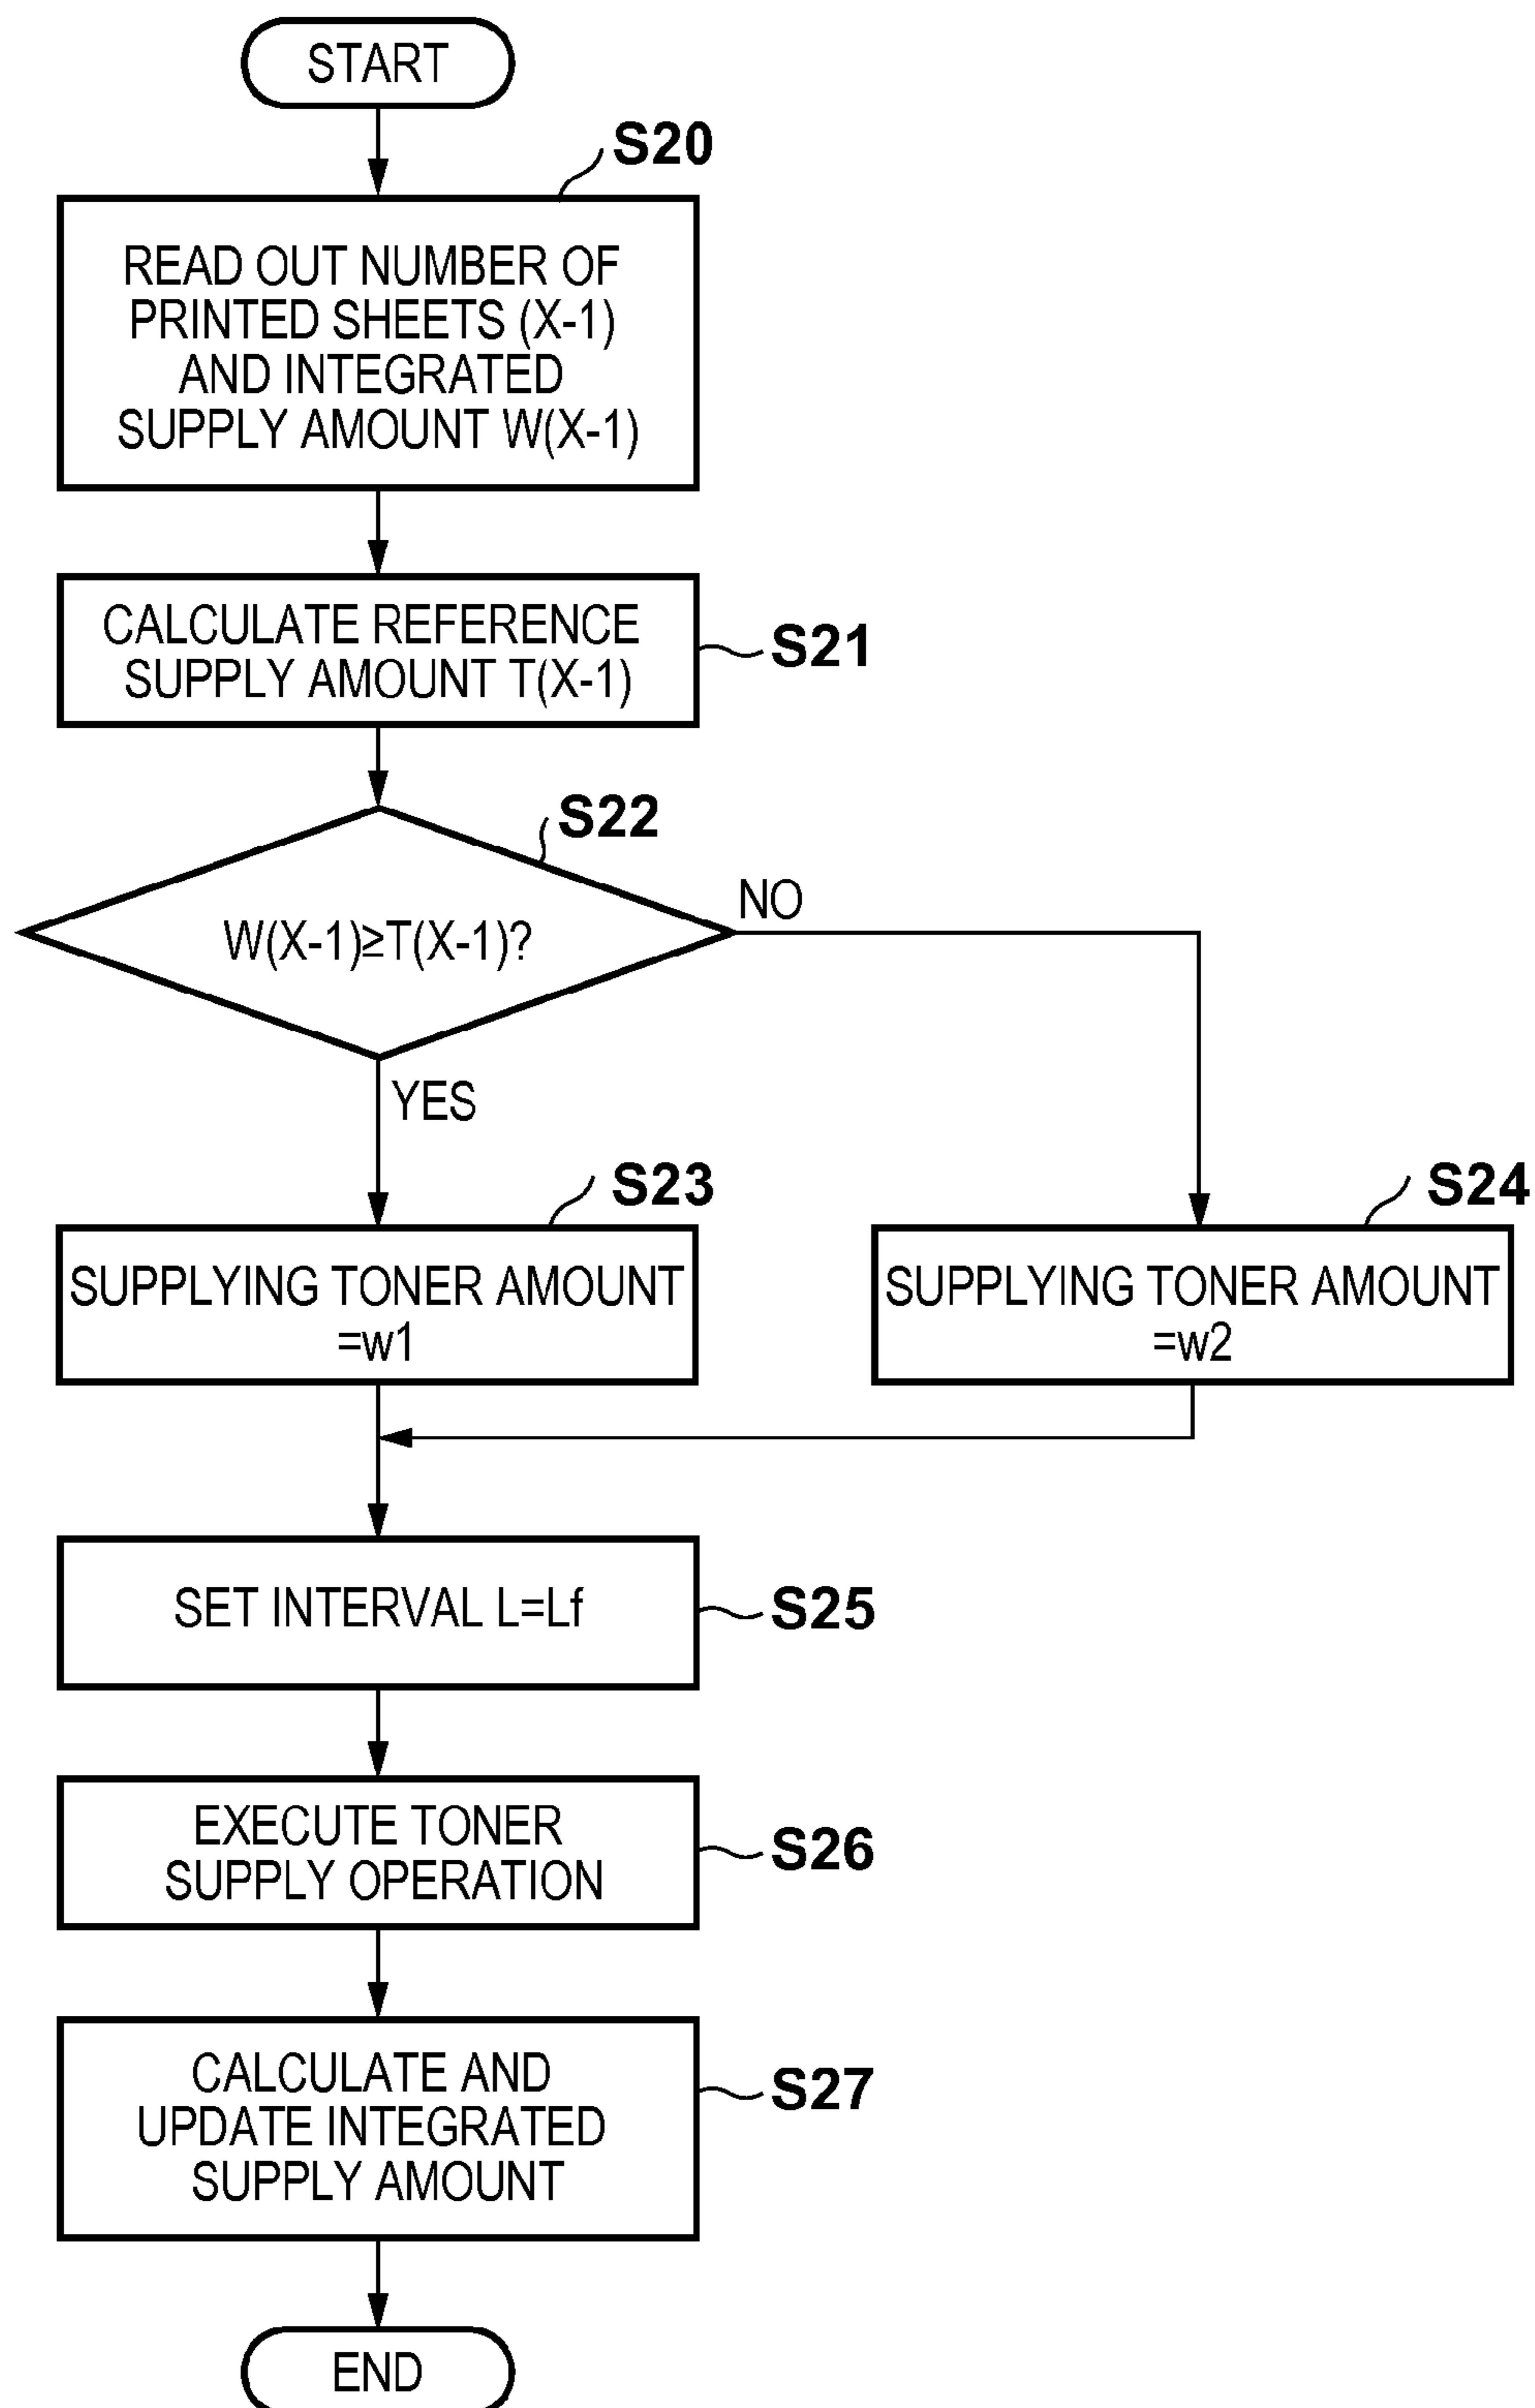 START
S20
READ OUT NUMBER OF
PRINTED SHEETS (X-1)
AND INTEGRATED
SUPPLY AMOUNT W(X-1)
CALCULATE REFERENCE
SUPPLY AMOUNT T(X-1)
S21
S22
W(X-1)≥T(X-1)?
NO
YES
S23
SUPPLYING TONER AMOUNT
=w1
S24
SUPPLYING TONER AMOUNT
=w2
SET INTERVAL L=Lf
S25
EXECUTE TONER
SUPPLY OPERATION
S26
CALCULATE AND
UPDATE INTEGRATED
SUPPLY AMOUNT
S27
END